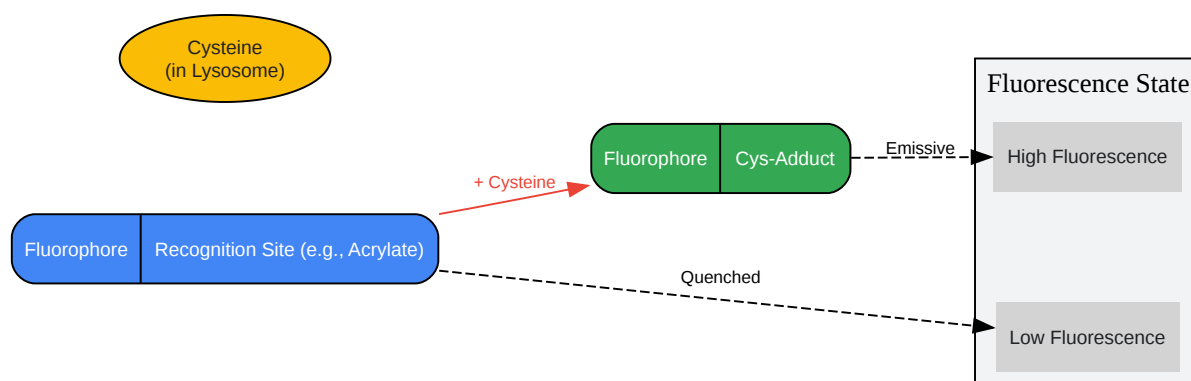 Cysteine
(in Lysosome)
Fluorescence State
Fluorophore
Cys-Adduct
Emissive
High Fluorescence
+ Cysteine
Fluorophore
Recognition Site (e.g., Acrylate)
Quenched
Low Fluorescence